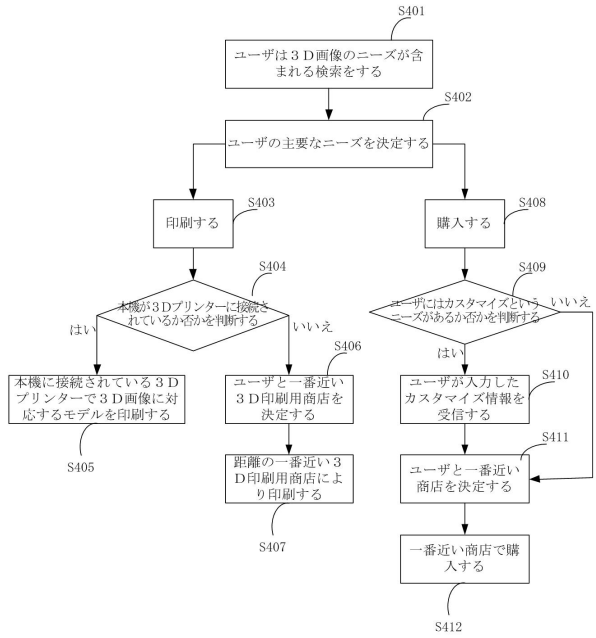 S401
ユーザは３Ｄ画像のニーズが含
まれる検索をする
S402
ユーザの主要なニーズを決定する
S403
印刷する
S408
購入する
S404
本機が３Ｄプリンターに接続さ
れているか否かを判断する
はい
いいえ
S409
ユーザにはカスタマイズという
ニーズがあるか否かを判断する
いいえ
はい
本機に接続されている３Ｄ
プリンターで３Ｄ画像に対
応するモデルを印刷する
S405
S406
ユーザと一番近い
３Ｄ印刷用商店を
決定する
S410
ユーザが入力した
カスタマイズ情報を
受信する
距離の一番近い３
Ｄ印刷用商店によ
り印刷する
S407
S411
ユーザと一番近い
商店を決定する
一番近い商店で購
入する
S412